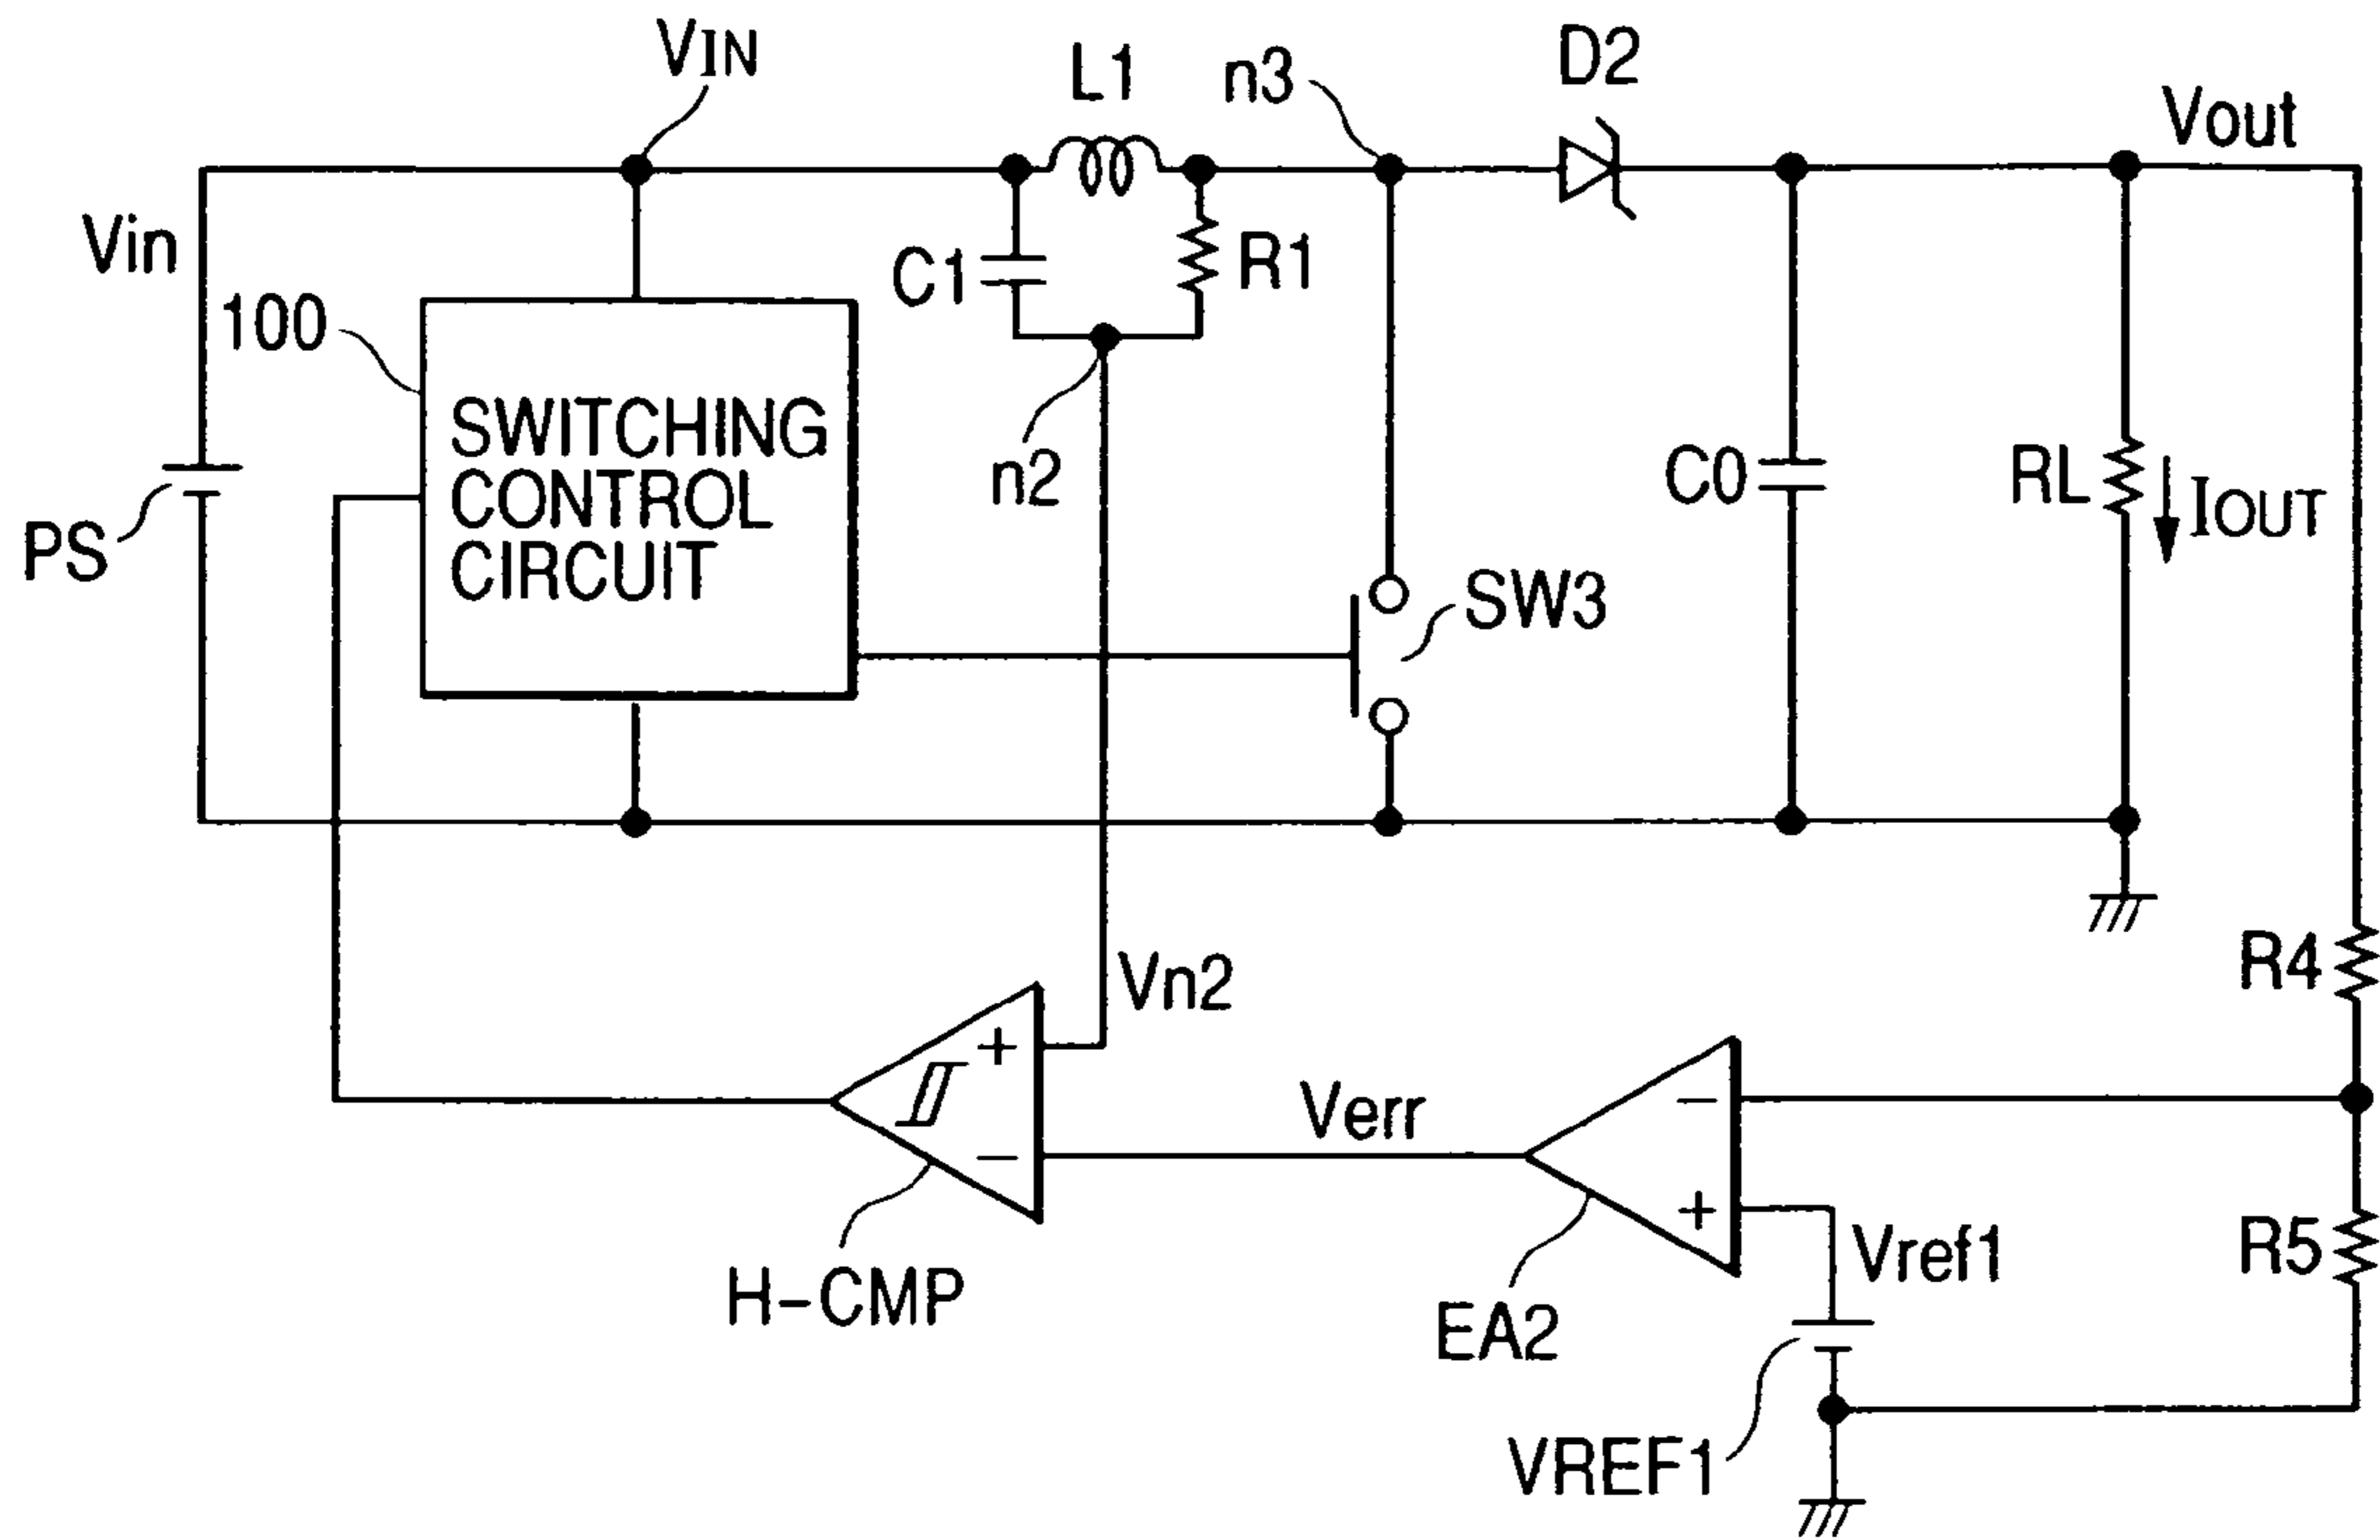 VIN
L1
n3
D2
Vout
Vin
C1
R1
100
SWITCHING
CONTROL
CIRCUIT
n2
C0
RL
IOUT
PS
SW3
Vn2
R4
+
−
Verr
−
+
Vref1
R5
H-CMP
EA2
VREF1